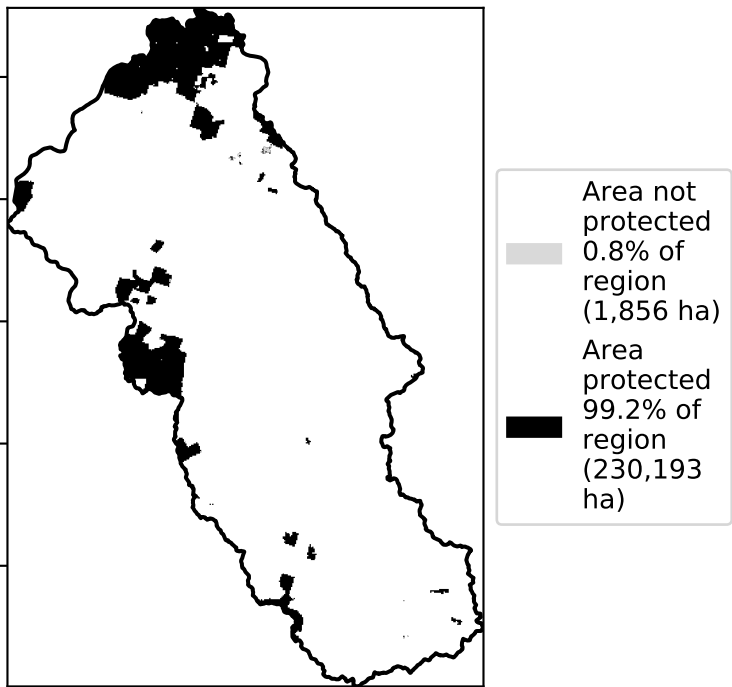 Area not
protected
0.8% of
region
(1,856 ha)
Area
protected
99.2% of
region
(230,193
ha)